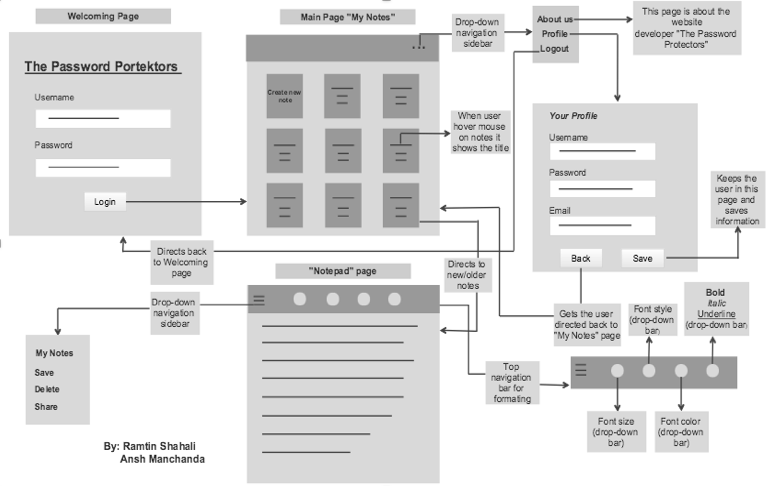 Welcoming Page
The Password Portektors
Username
Password
Login
Directs back
to Welcoming
page
Main Page "My Notes"
Create new
note
Drop-down
navigation
sidebar
When user
hover mouse
on notes it
shows the title
Directs to
new/older
notes
About us
Profile
Logout
This page is about the
website
developer "The Password
Protectors"
Your Profile
Username
Password
Email
Back
Save
Keeps the
user in this
page and
saves
information
Gets the user
directed back to
"My Notes" page
"Notepad" page
Drop-down
navigation
sidebar
My Notes
Save
Delete
Share
Top
navigation
bar for
formating
Font style
(drop-down
bar)
Bold
Italic
Underline
(drop-down bar)
Font size
(drop-down
bar)
Font color
(drop-down
bar)
By: Ramtin Shahali
Ansh Manchanda